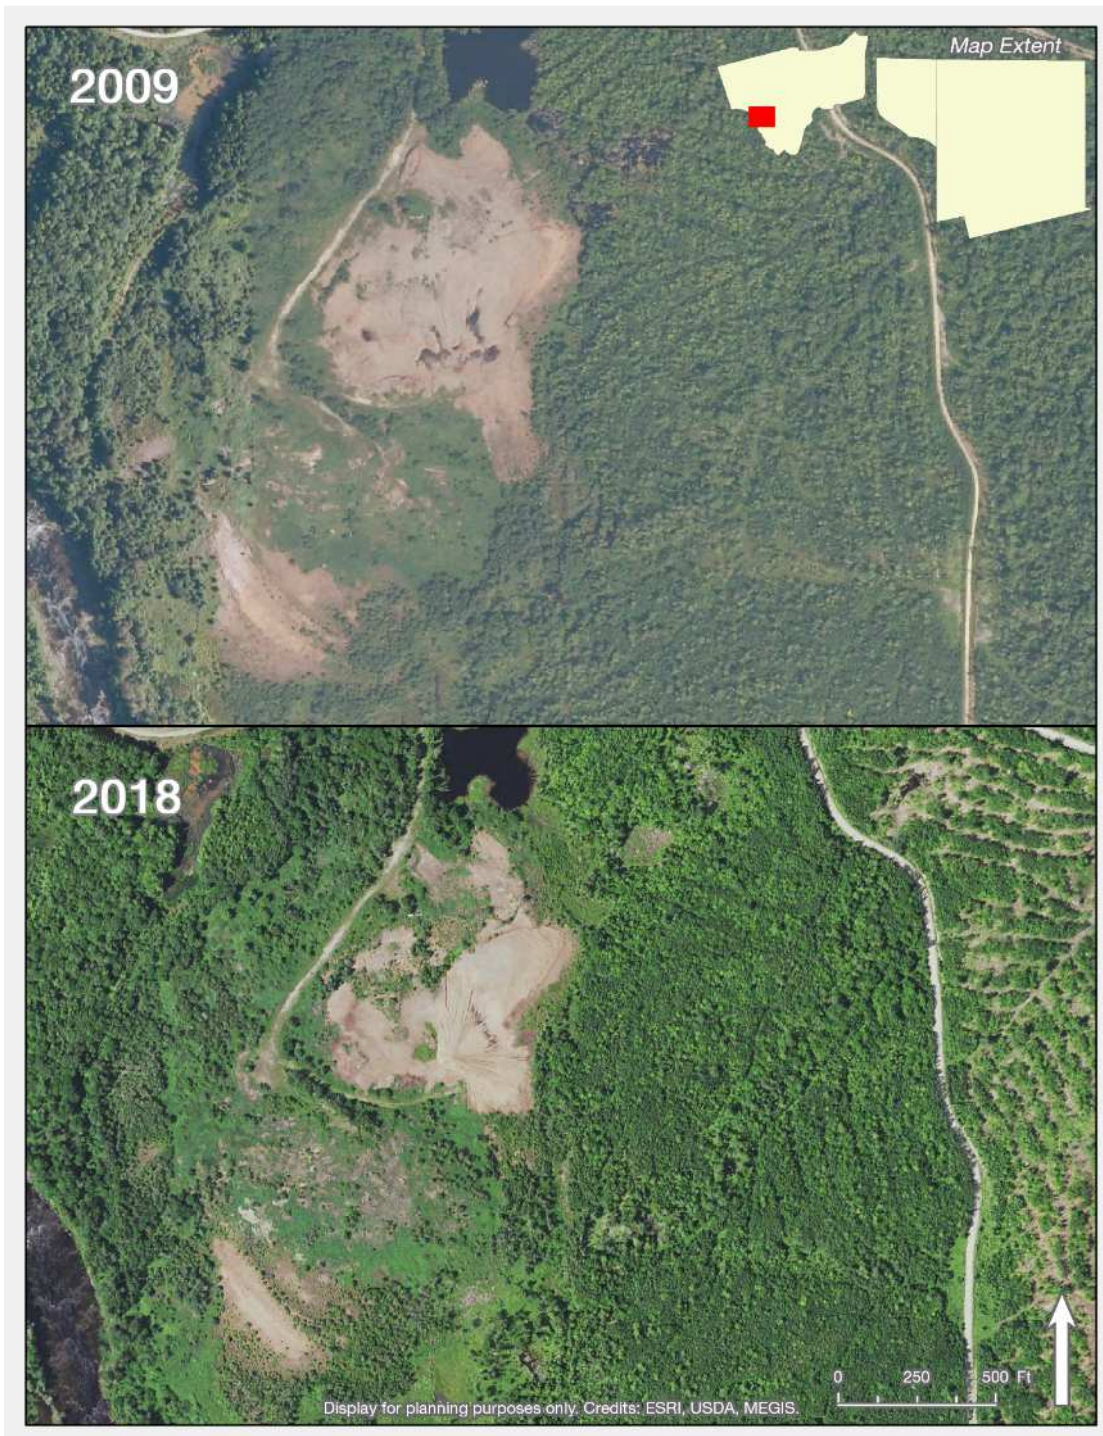 2009
Map Extent
2018
0 250 500 Ft
Display for planning purposes only. Credits: ESRI, USDA, MEGIS.